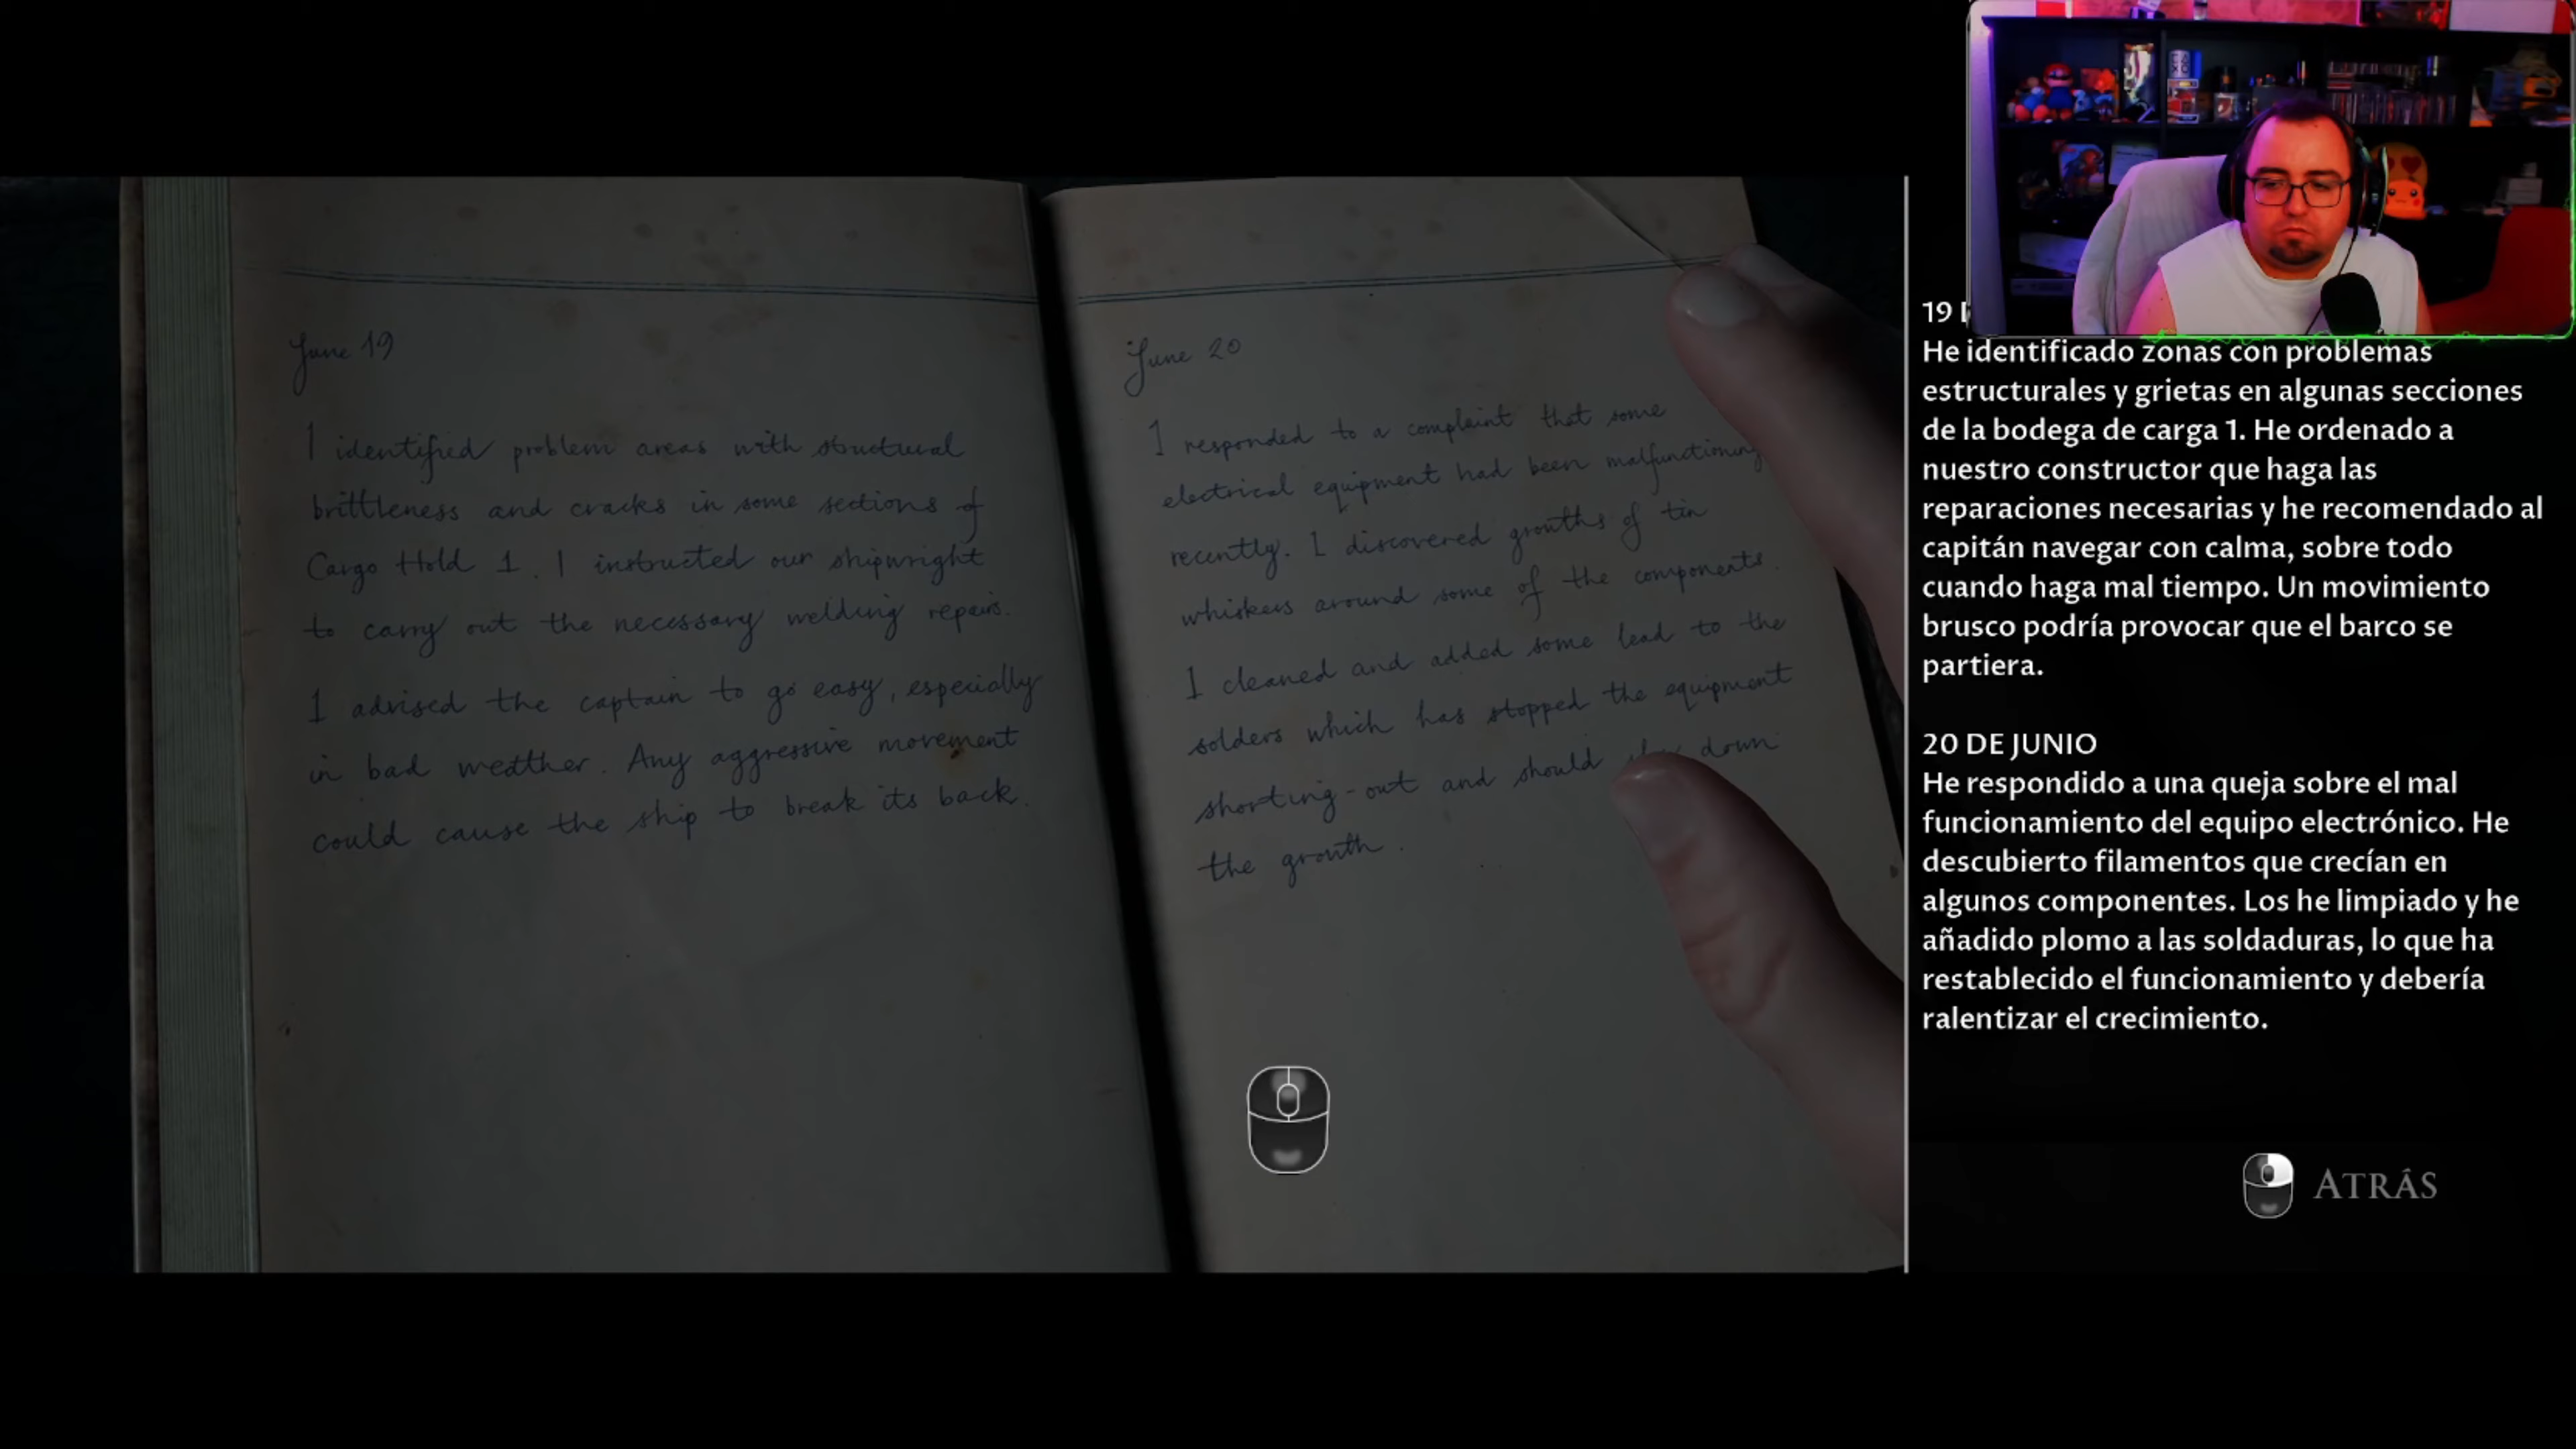 June 19
I identified problem areas with structural
brittleness and cracks in some sections of
Cargo Hold 1. I instructed our shipwright
to carry out the necessary welding repairs.
I advised the captain to go easy, especially
in bad weather. Any aggressive movement
could cause the ship to break its back.
June 20
I responded to a complaint that some
electrical equipment had been malfunctioning
recently. I discovered growths of tin
whiskers around some of the components.
I cleaned and added some lead to the
solders which has stopped the equipment
shorting-out and should down
the growth.
19
He identificado zonas con problemas
estructurales y grietas en algunas secciones
de la bodega de carga 1. He ordenado a
nuestro constructor que haga las
reparaciones necesarias y he recomendado al
capitán navegar con calma, sobre todo
cuando haga mal tiempo. Un movimiento
brusco podría provocar que el barco se
partiera.
20 DE JUNIO
He respondido a una queja sobre el mal
funcionamiento del equipo electrónico. He
descubierto filamentos que crecían en
algunos componentes. Los he limpiado y he
añadido plomo a las soldaduras, lo que ha
restablecido el funcionamiento y debería
ralentizar el crecimiento.
ATRÁS